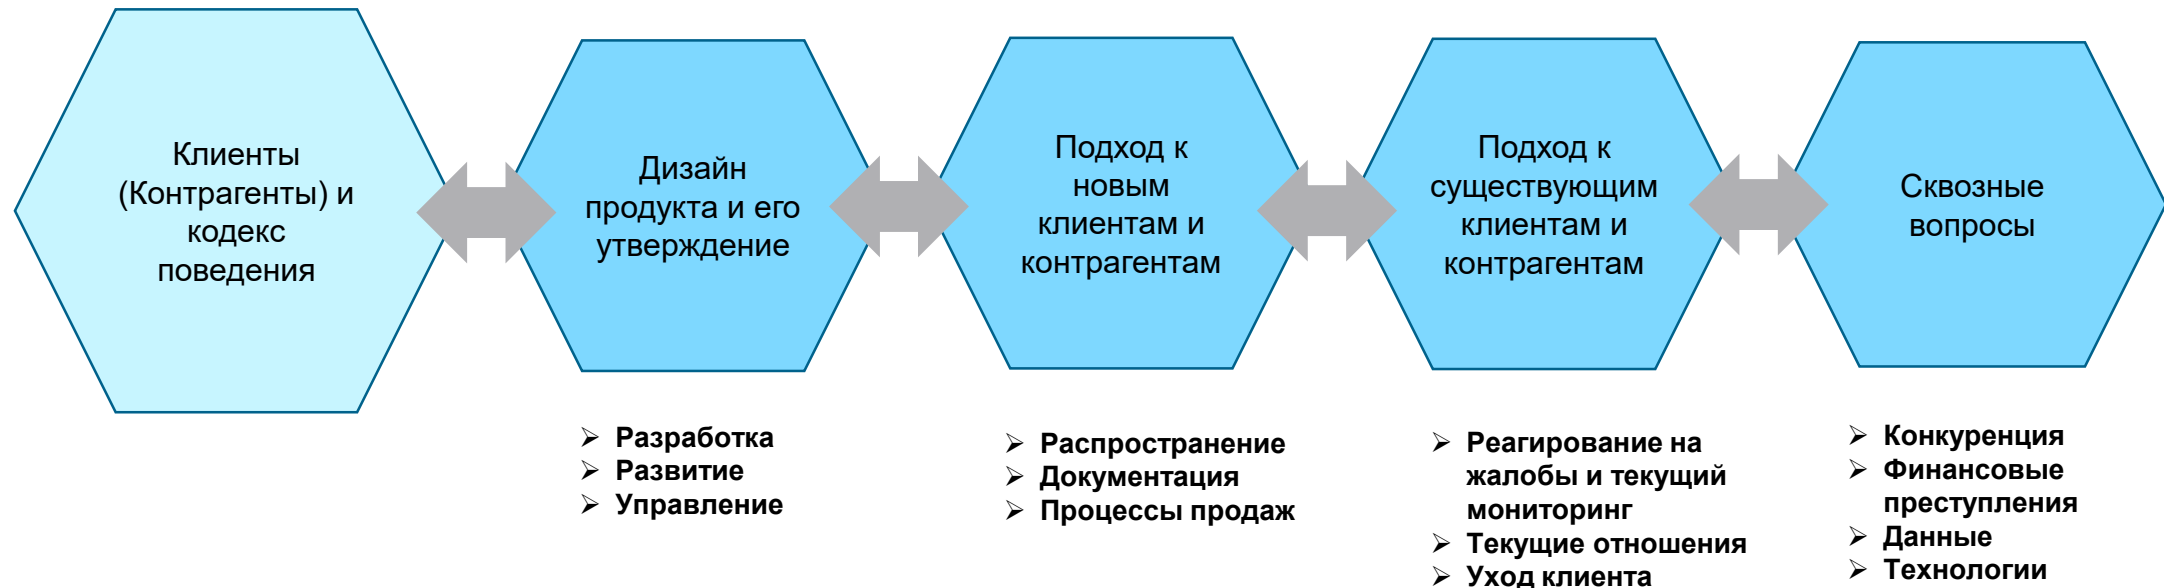 Клиенты
(Контрагенты) и
кодекс
поведения
Дизайн
продукта и его
утверждение
Подход к
новым
клиентам и
контрагентам
Подход к
существующим
клиентам и
контрагентам
Сквозные
вопросы
➢ Разработка
➢ Развитие
➢ Управление
➢ Распространение
➢ Документация
➢ Процессы продаж
➢ Реагирование на
жалобы и текущий
мониторинг
➢ Текущие отношения
➢ Уход клиента
➢ Конкуренция
➢ Финансовые
преступления
➢ Данные
➢ Технологии